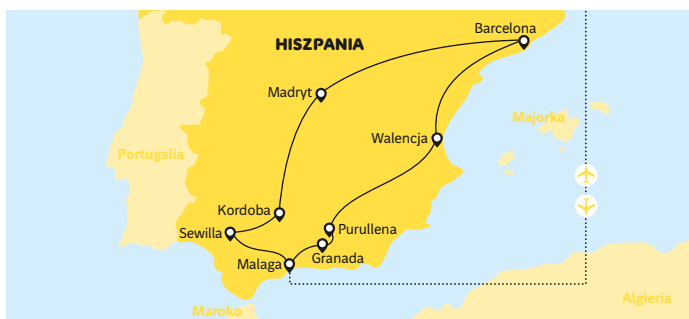 Barcelona
HISZPANIA
Madryt
Majorka
Walencja
Portugalia
Kordoba
Purullena
Sewilla
Granada
Malaga
Algieria
Maroko